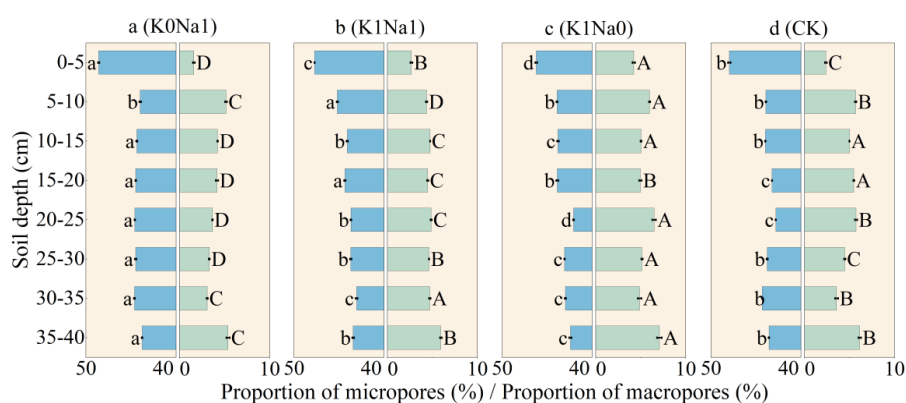 a (K0Na1) b (K1Na1) c (K1Na0) d (CK)
Soil depth (cm)
0-5 a D c B d A b C
5-10 b C a D b A b B
10-15 a D b C c A b A
15-20 a D a C b B c A
20-25 a D b C d A c B
25-30 a D b B c A b C
30-35 a C c A c A b B
35-40 a C b B c A b B
50 40 0 10 50 40 0 10 50 40 0 10 50 40 0 10
Proportion of micropores (%) / Proportion of macropores (%)